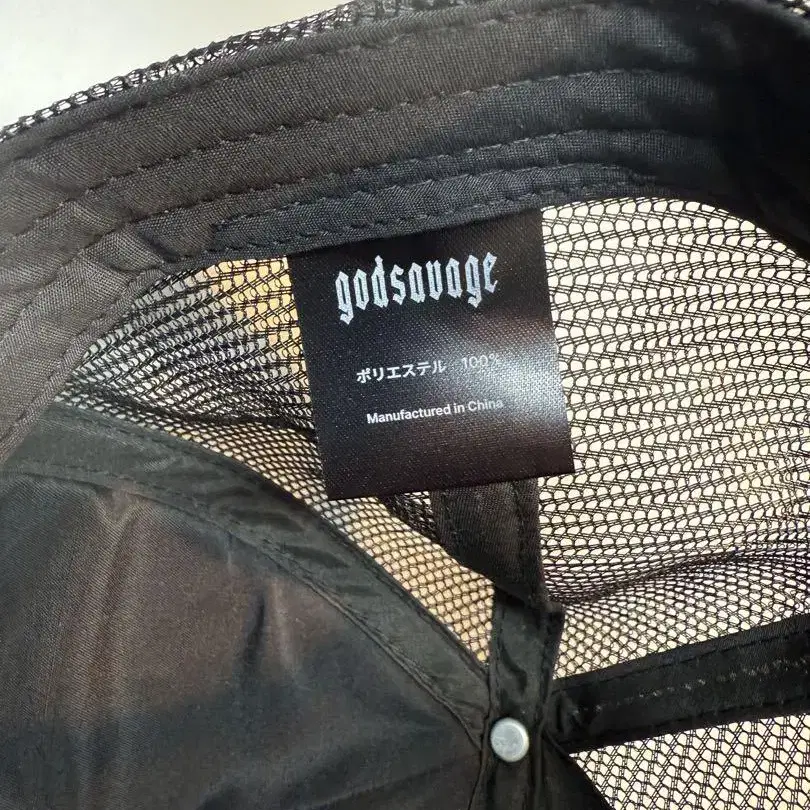 godsavage
ポリエステル 100%
Manufactured in China